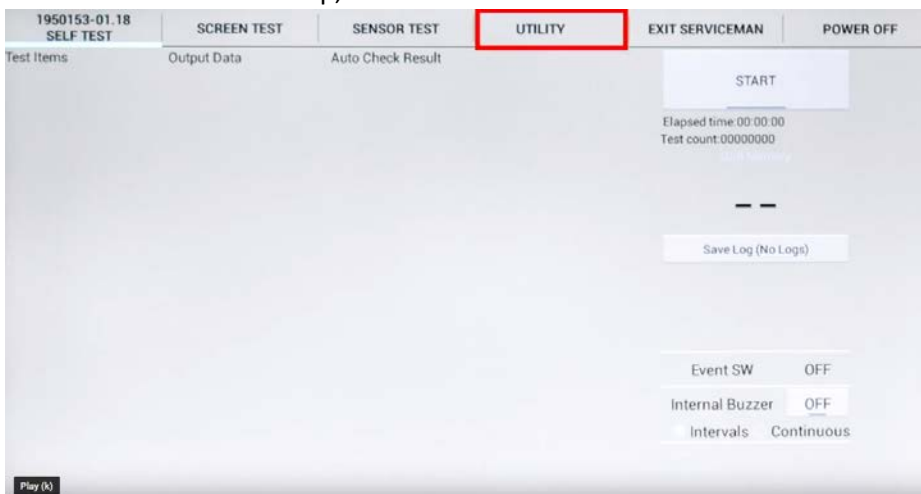 1950153-01.18
SELF TEST
SCREEN TEST
SENSOR TEST
UTILITY
EXIT SERVICEMAN
POWER OFF
Test Items
Output Data
Auto Check Result
START
Elapsed time:00:00:00
Test count:00000000
— —
Save Log (No Logs)
Event SW OFF
Internal Buzzer OFF
Intervals Continuous
Play (k)